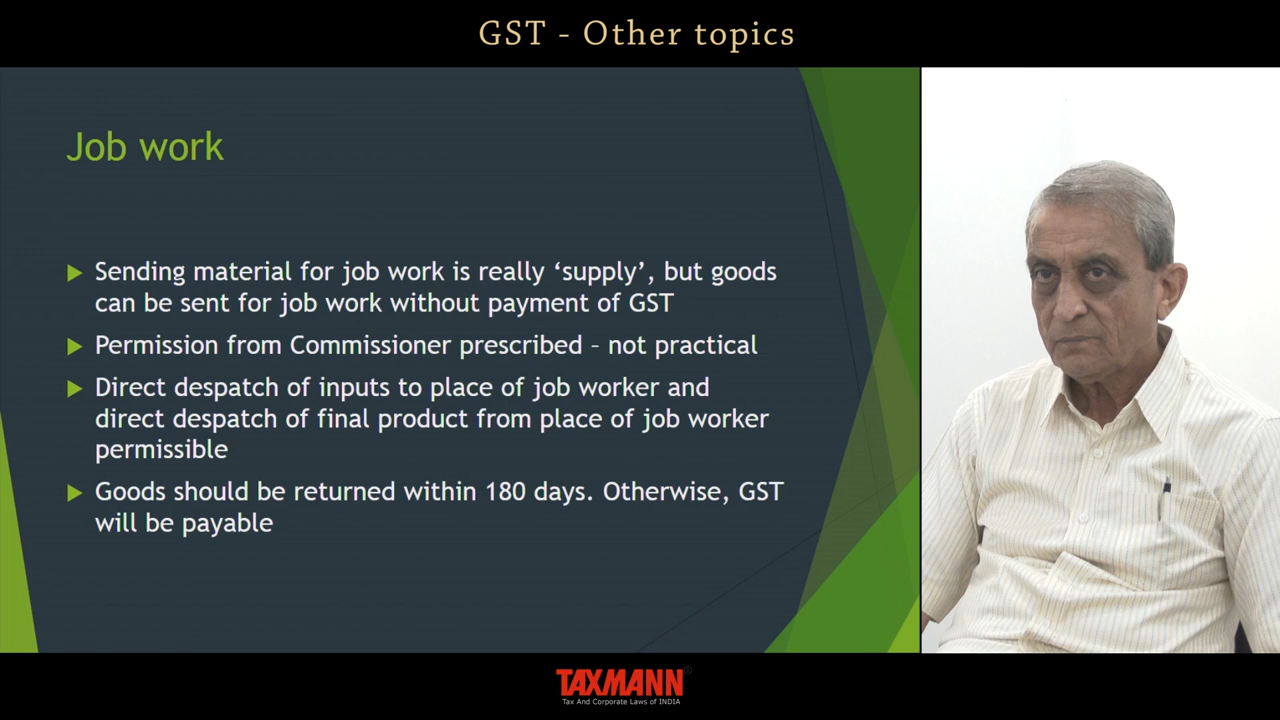 GST - Other topics
Job work
Sending material for job work is really ‘supply’, but goods
can be sent for job work without payment of GST
Permission from Commissioner prescribed – not practical
Direct despatch of inputs to place of job worker and
direct despatch of final product from place of job worker
permissible
Goods should be returned within 180 days. Otherwise, GST
will be payable
TAXMANN®
Tax And Corporate Laws of INDIA